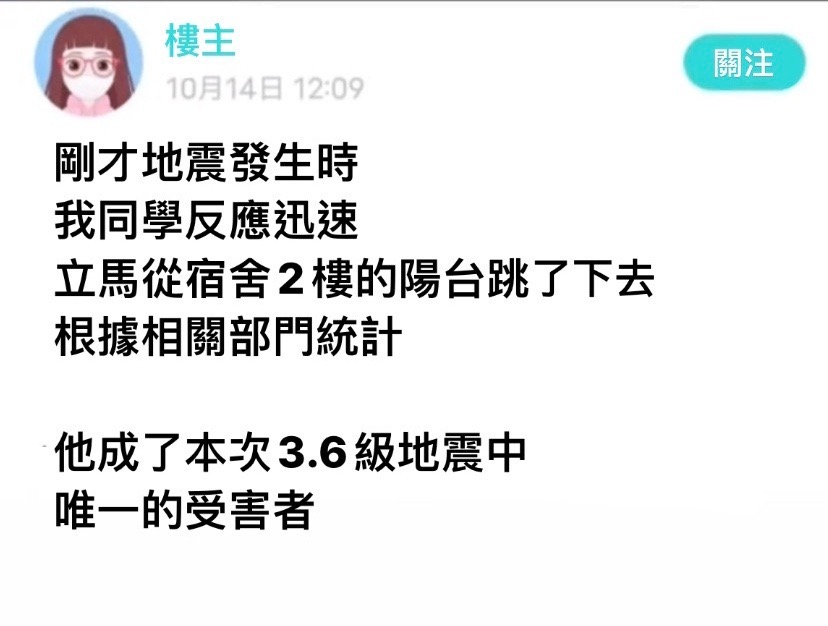 樓主
10月14日 12:09
關注
剛才地震發生時
我同學反應迅速
立馬從宿舍2樓的陽台跳了下去
根據相關部門統計
他成了本次3.6級地震中
唯一的受害者